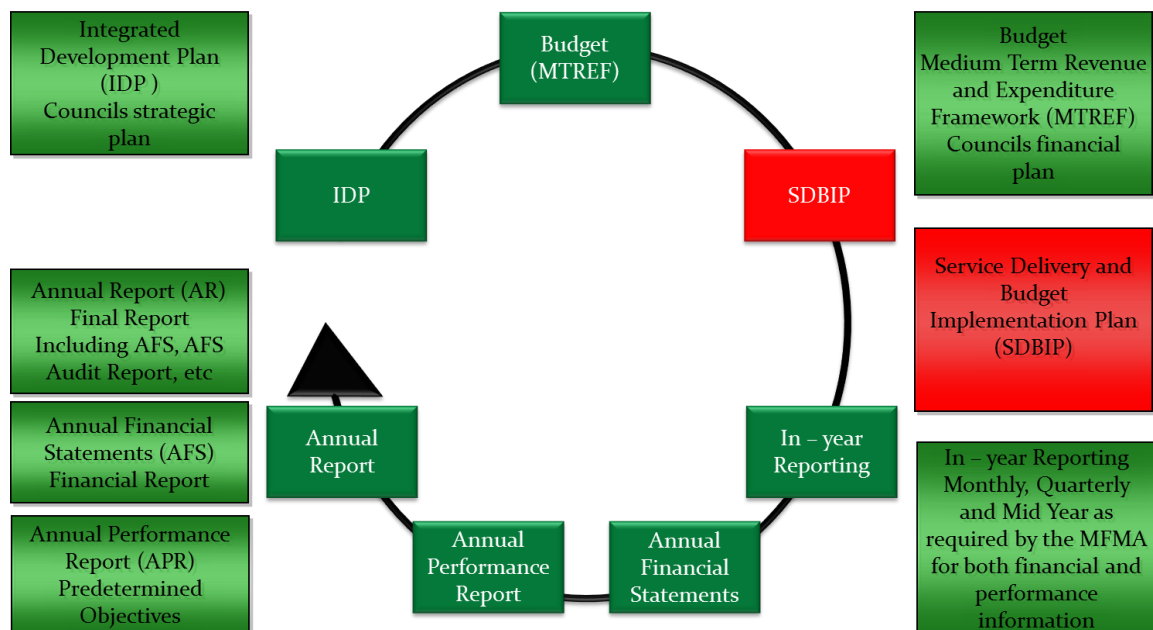 Integrated
Development Plan
(IDP )
Councils strategic
plan
Budget
(MTREF)
Budget
Medium Term Revenue
and Expenditure
Framework (MTREF)
Councils financial
plan
IDP
SDBIP
Service Delivery and
Budget
Implementation Plan
(SDBIP)
Annual Report (AR)
Final Report
Including AFS, AFS
Audit Report, etc
Annual Financial
Statements (AFS)
Financial Report
Annual
Report
In – year
Reporting
In – year Reporting
Monthly, Quarterly
and Mid Year as
required by the MFMA
for both financial and
performance
information
Annual Performance
Report (APR)
Predetermined
Objectives
Annual
Performance
Report
Annual
Financial
Statements